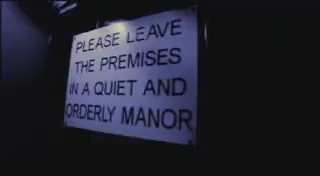 PLEASE LEAVE
THE PREMISES
IN A QUIET AND
ORDERLY MANOR